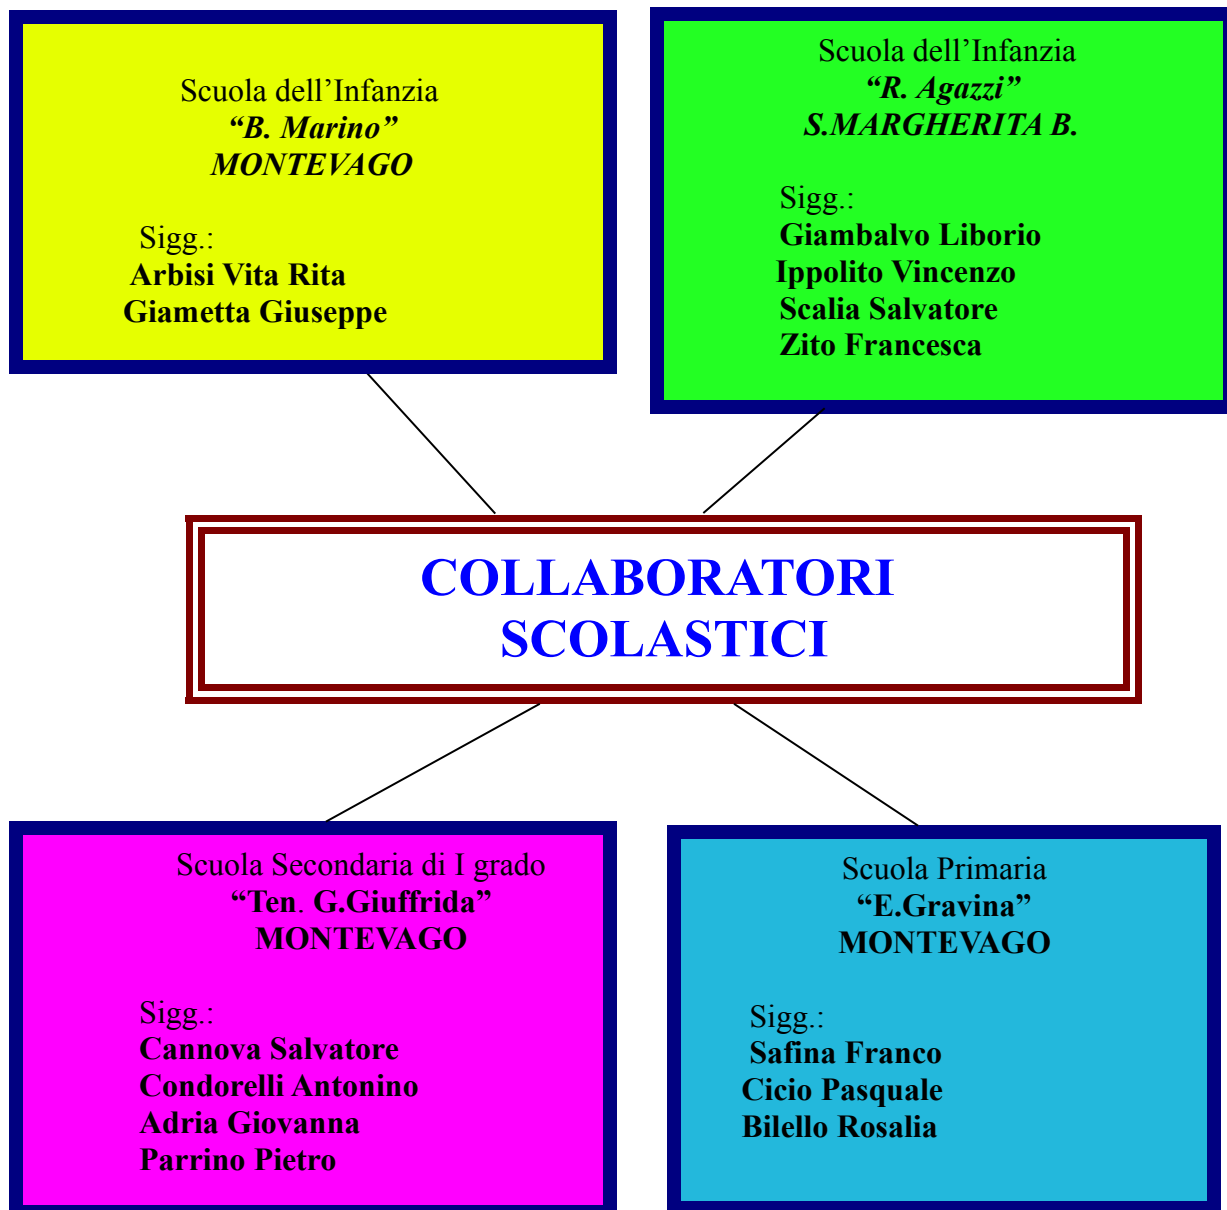 Scuola dell’Infanzia
“B. Marino”
MONTEVAGO
Sigg.:
Arbisi Vita Rita
Giametta Giuseppe
Scuola dell’Infanzia
“R. Agazzi”
S.MARGHERITA B.
Sigg.:
Giambalvo Liborio
Ippolito Vincenzo
Scalia Salvatore
Zito Francesca
COLLABORATORI
SCOLASTICI
Scuola Secondaria di I grado
“Ten. G.Giuffrida”
MONTEVAGO
Sigg.:
Cannova Salvatore
Condorelli Antonino
Adria Giovanna
Parrino Pietro
Scuola Primaria
“E.Gravina”
MONTEVAGO
Sigg.:
Safina Franco
Cicio Pasquale
Bilello Rosalia